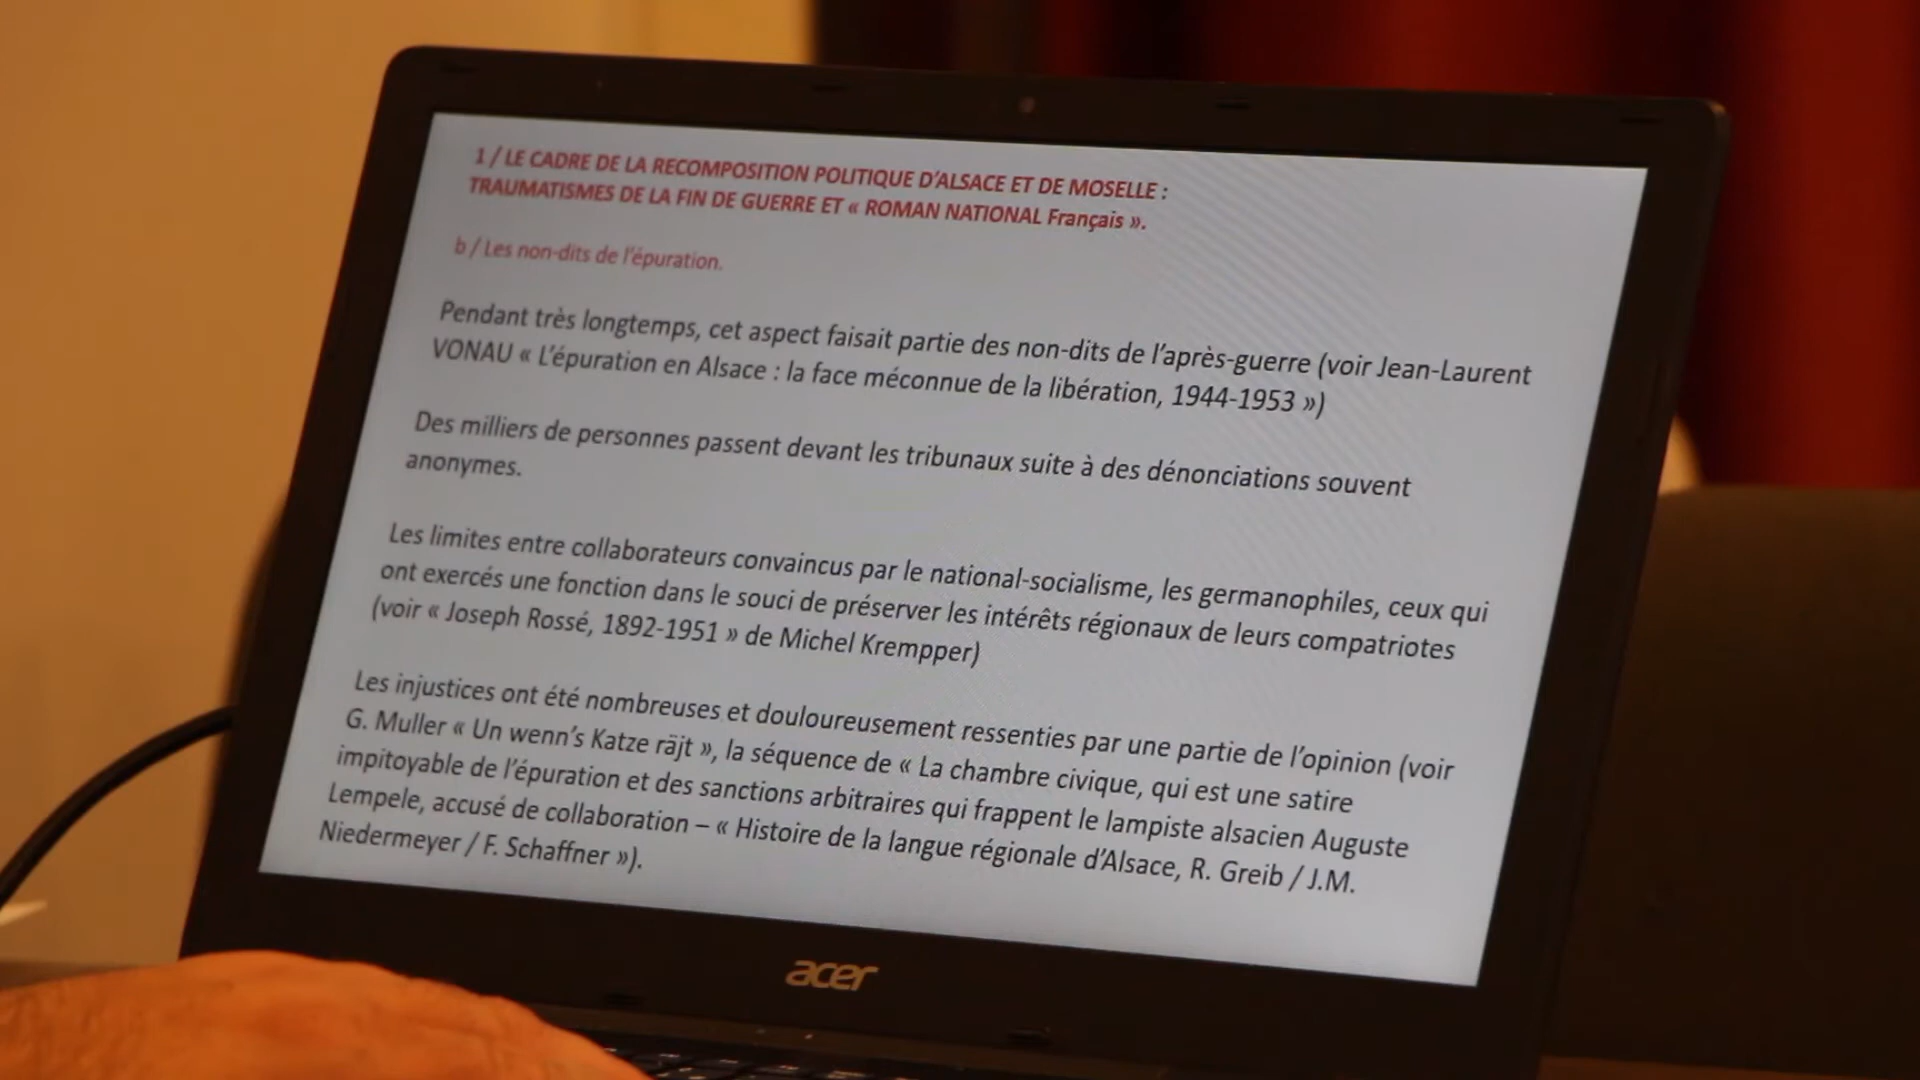 1 / LE CADRE DE LA RECOMPOSITION POLITIQUE D'ALSACE ET DE MOSELLE :
TRAUMATISMES DE LA FIN DE GUERRE ET « ROMAN NATIONAL Français ».
b / Les non-dits de l'épuration.
Pendant très longtemps, cet aspect faisait partie des non-dits de l'après-guerre (voir Jean-Laurent
VONAU « L'épuration en Alsace : la face méconnue de la libération, 1944-1953 »)
Des milliers de personnes passent devant les tribunaux suite à des dénonciations souvent
anonymes.
Les limites entre collaborateurs convaincus par le national-socialisme, les germanophiles, ceux qui
ont exercés une fonction dans le souci de préserver les intérêts régionaux de leurs compatriotes
(voir « Joseph Rossé, 1892-1951 » de Michel Krempper)
Les injustices ont été nombreuses et douloureusement ressenties par une partie de l'opinion (voir
G. Muller « Un wenn's Katze räjt », la séquence de « La chambre civique, qui est une satire
impitoyable de l'épuration et des sanctions arbitraires qui frappent le lampiste alsacien Auguste
Lempele, accusé de collaboration – « Histoire de la langue régionale d'Alsace, R. Greib / J.M.
Niedermeyer / F. Schaffner »).
acer